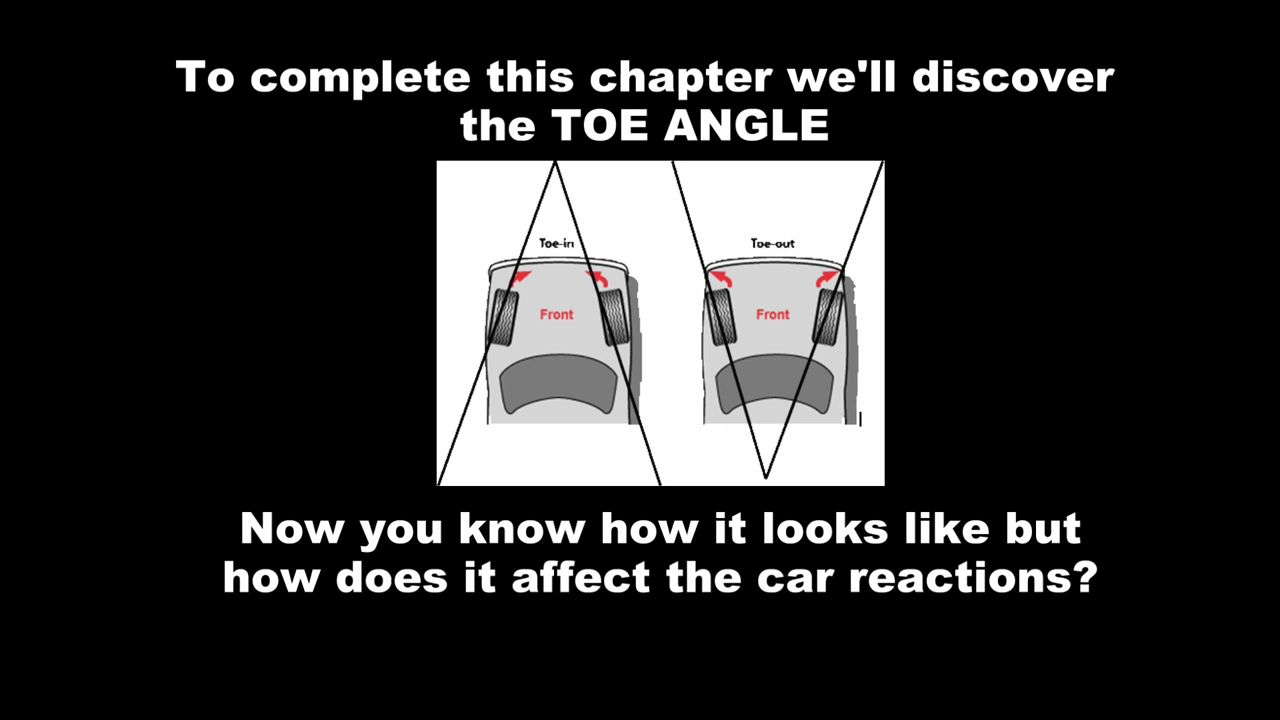 To complete this chapter we'll discover
the TOE ANGLE
Toe-in
Toe-out
Front
Front
Now you know how it looks like but
how does it affect the car reactions?